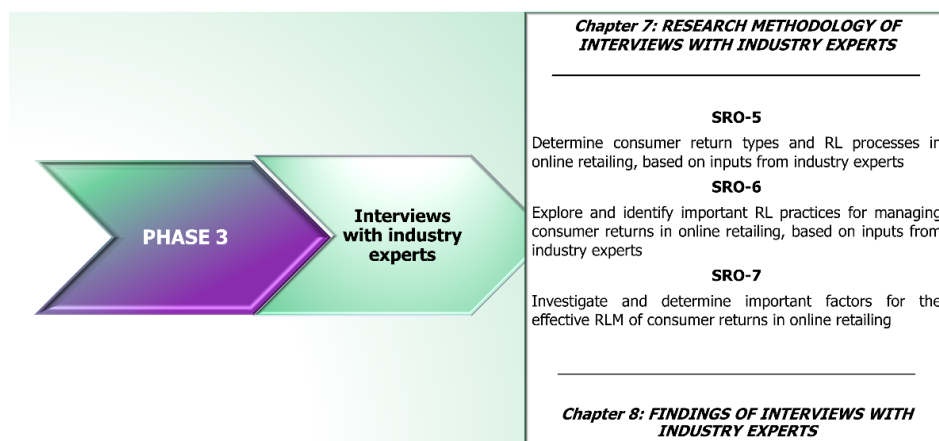 PHASE 3
Interviews
with industry
experts
Chapter 7: RESEARCH METHODOLOGY OF
INTERVIEWS WITH INDUSTRY EXPERTS
SRO-5
Determine consumer return types and RL processes in
online retailing, based on inputs from industry experts
SRO-6
Explore and identify important RL practices for managing
consumer returns in online retailing, based on inputs from
industry experts
SRO-7
Investigate and determine important factors for the
effective RLM of consumer returns in online retailing
Chapter 8: FINDINGS OF INTERVIEWS WITH
INDUSTRY EXPERTS